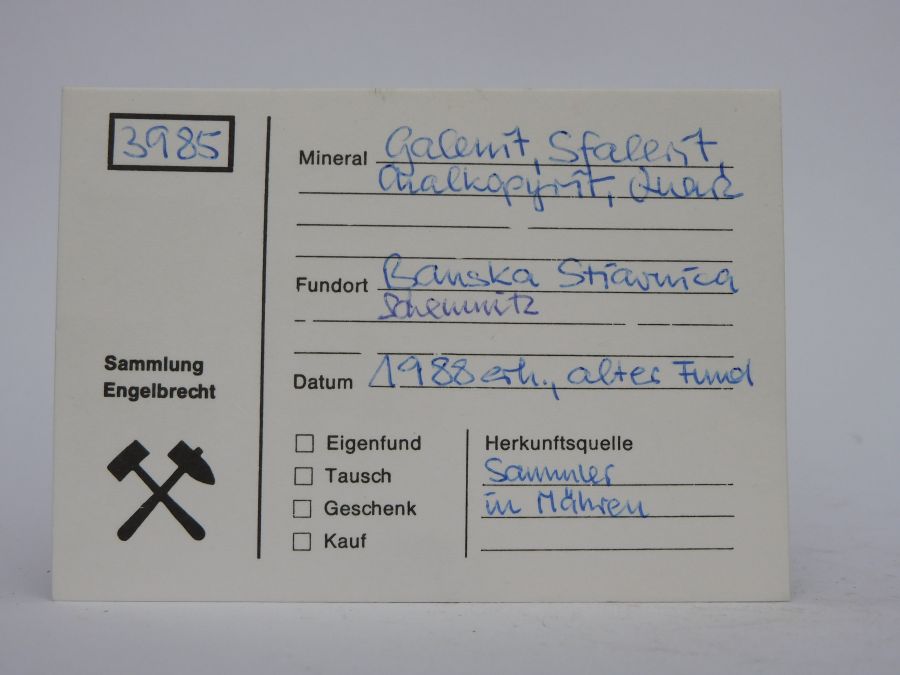 3985
Mineral Galenit, Sfalerit,
Chalkopyrit, Quarz
Fundort Banska Stiavnica
Schemnitz
Datum 1988 erh., alter Fund
Sammlung
Engelbrecht
Eigenfund
Tausch
Geschenk
Kauf
Herkunftsquelle
Sammler
in Mähren